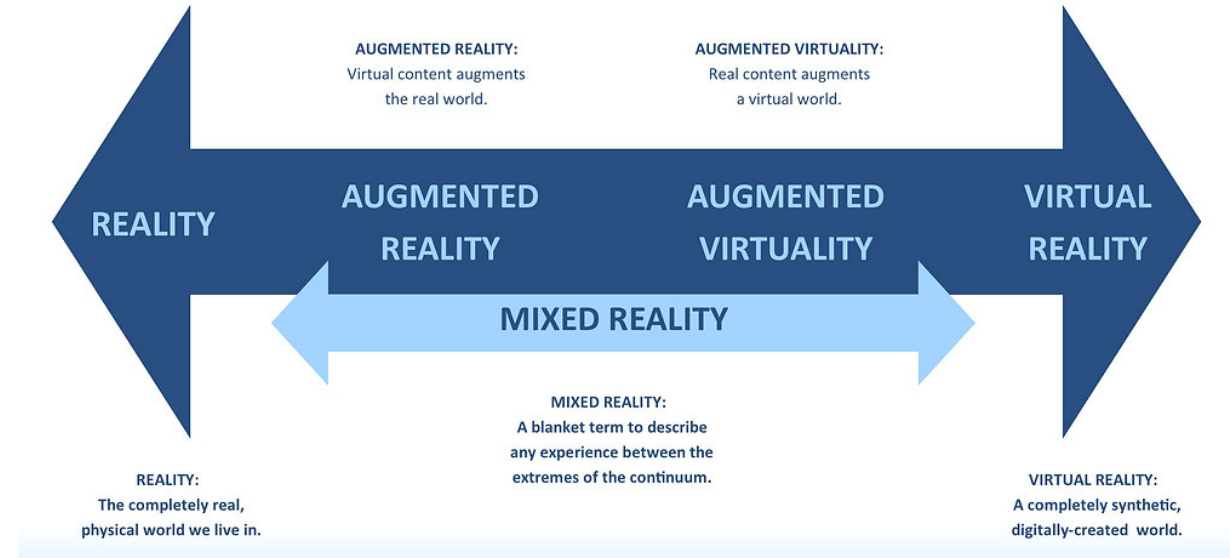 AUGMENTED REALITY:
Virtual content augments
the real world.
AUGMENTED VIRTUALITY:
Real content augments
a virtual world.
REALITY
AUGMENTED
REALITY
AUGMENTED
VIRTUALITY
VIRTUAL
REALITY
MIXED REALITY
MIXED REALITY:
A blanket term to describe
any experience between the
extremes of the continuum.
REALITY:
The completely real,
physical world we live in.
VIRTUAL REALITY:
A completely synthetic,
digitally-created world.